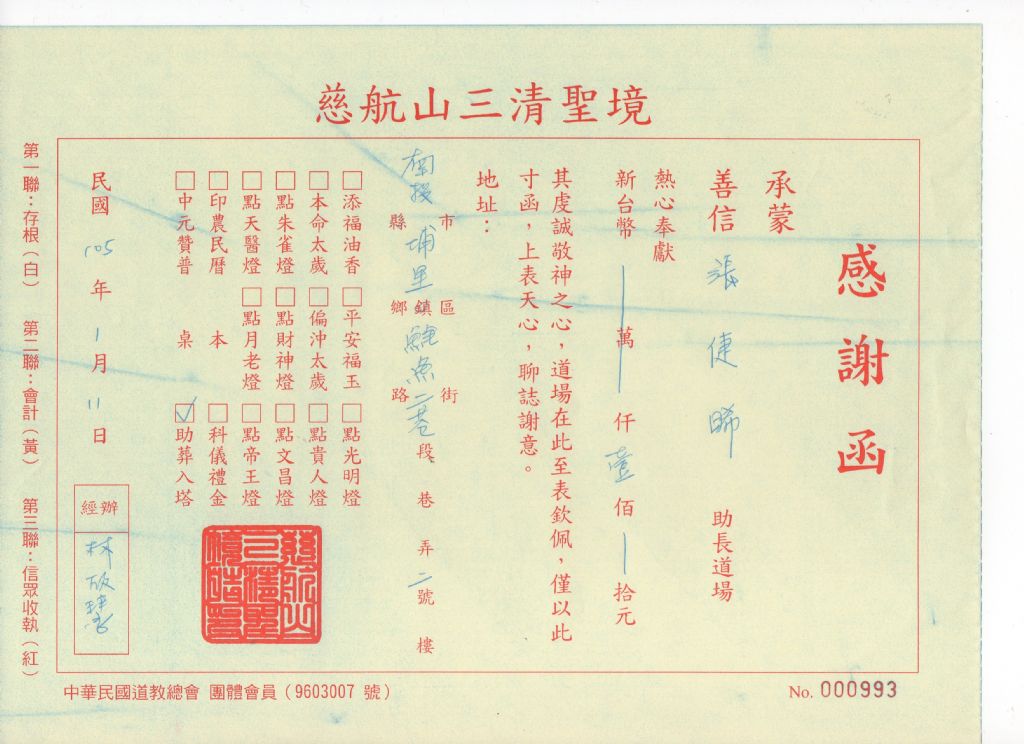 慈航山三清聖境
感謝函
承蒙
善信 張倢晞 助長道場
熱心奉獻
新台幣 萬 仟 壹 佰 拾元
其虔誠敬神之心，道場在此至表欽佩，僅以此
寸函，上表天心，聊誌謝意。
地址：
南投 縣 市 埔里 鄉 鎮 區 鯉魚二巷 路 街 段 巷 弄 二 號 樓
□添福油香 □平安福玉 □點光明燈
□本命太歲 □偏沖太歲 □點貴人燈
□點朱雀燈 □點財神燈 □點文昌燈
□點天醫燈 □點月老燈 □點帝王燈
□印農民曆 本 □科儀禮金
□中元贊普 桌 ☑助葬入塔
民國 105 年 1 月 11 日
經辦
林
第一聯：存根（白） 第二聯：會計（黃） 第三聯：信眾收執（紅）
中華民國道教總會 團體會員（9603007 號）
No. 000993